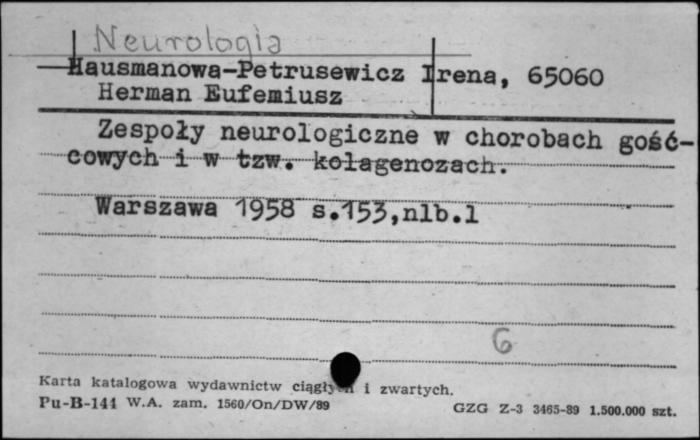 Neurologia
Hausmanowa-Petrusewicz Irena, 65060
Herman Eufemiusz
Zespoły neurologiczne w chorobach gość-
cowych i w tzw. kolagenozach.
Warszawa 1958 s.153,nlb.1
6
Karta katalogowa wydawnictw ciągłych i zwartych.
Pu-B-144 W.A. zam. 1560/On/DW/89 GZG Z-3 3465-89 1.500.000 szt.